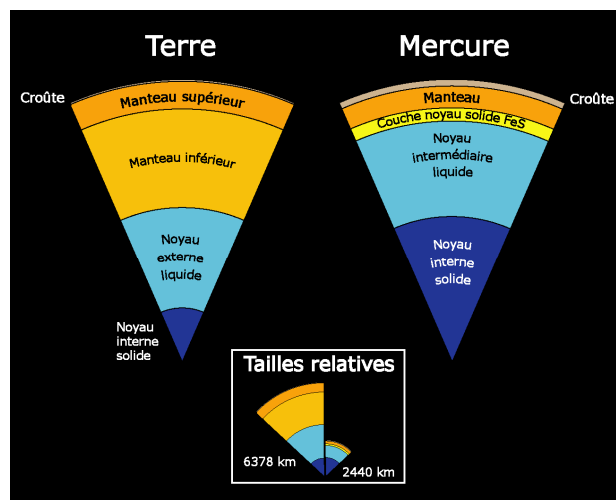 Terre
Croûte
Manteau supérieur
Manteau inférieur
Noyau
externe
liquide
Noyau
interne
solide
Mercure
Croûte
Manteau
Couche noyau solide FeS
Noyau
intermédiaire
liquide
Noyau
interne
solide
Tailles relatives
6378 km
2440 km